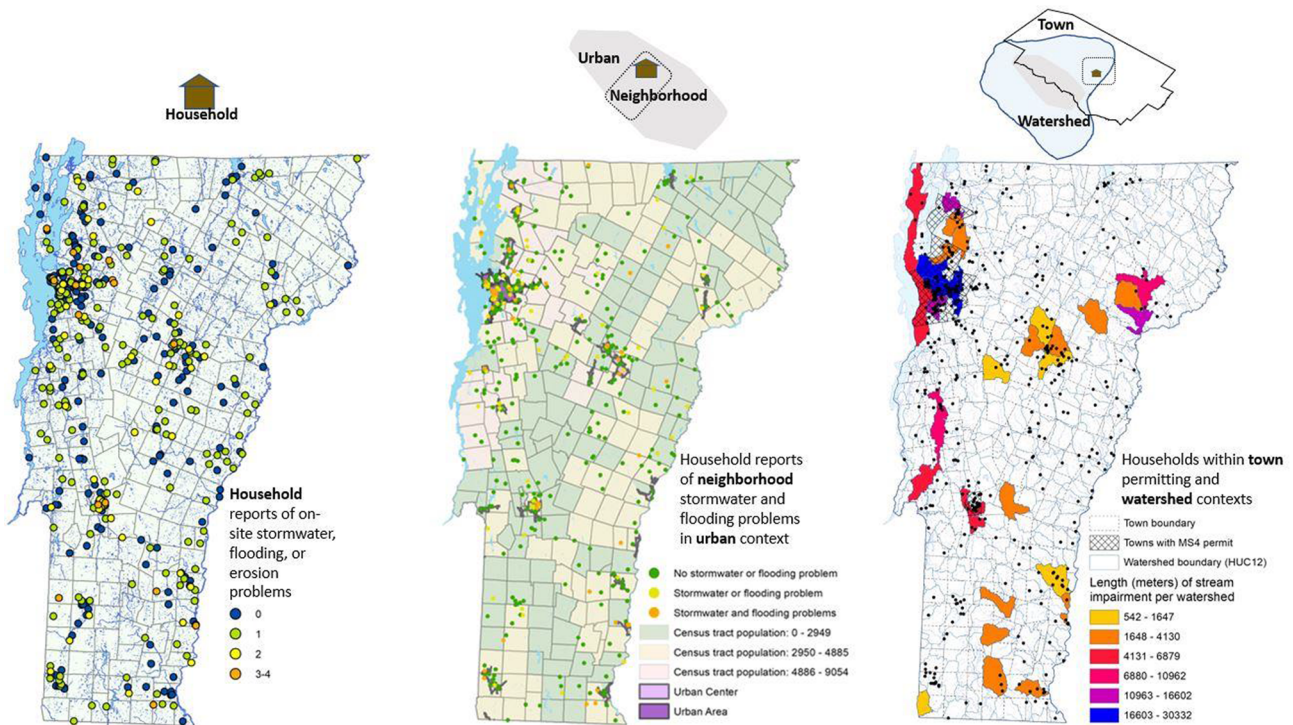 Household
Household
reports of on-
site stormwater,
flooding, or
erosion
problems
0
1
2
3-4
Urban
Neighborhood
Household reports
of neighborhood
stormwater and
flooding problems
in urban context
No stormwater or flooding problem
Stormwater or flooding problem
Stormwater and flooding problems
Census tract population: 0 - 2949
Census tract population: 2950 - 4885
Census tract population: 4886 - 9054
Urban Center
Urban Area
Town
Watershed
Households within town
permitting and
watershed contexts
Town boundary
Towns with MS4 permit
Watershed boundary (HUC12)
Length (meters) of stream
impairment per watershed
542 - 1647
1648 - 4130
4131 - 6879
6880 - 10962
10963 - 16602
16603 - 30332